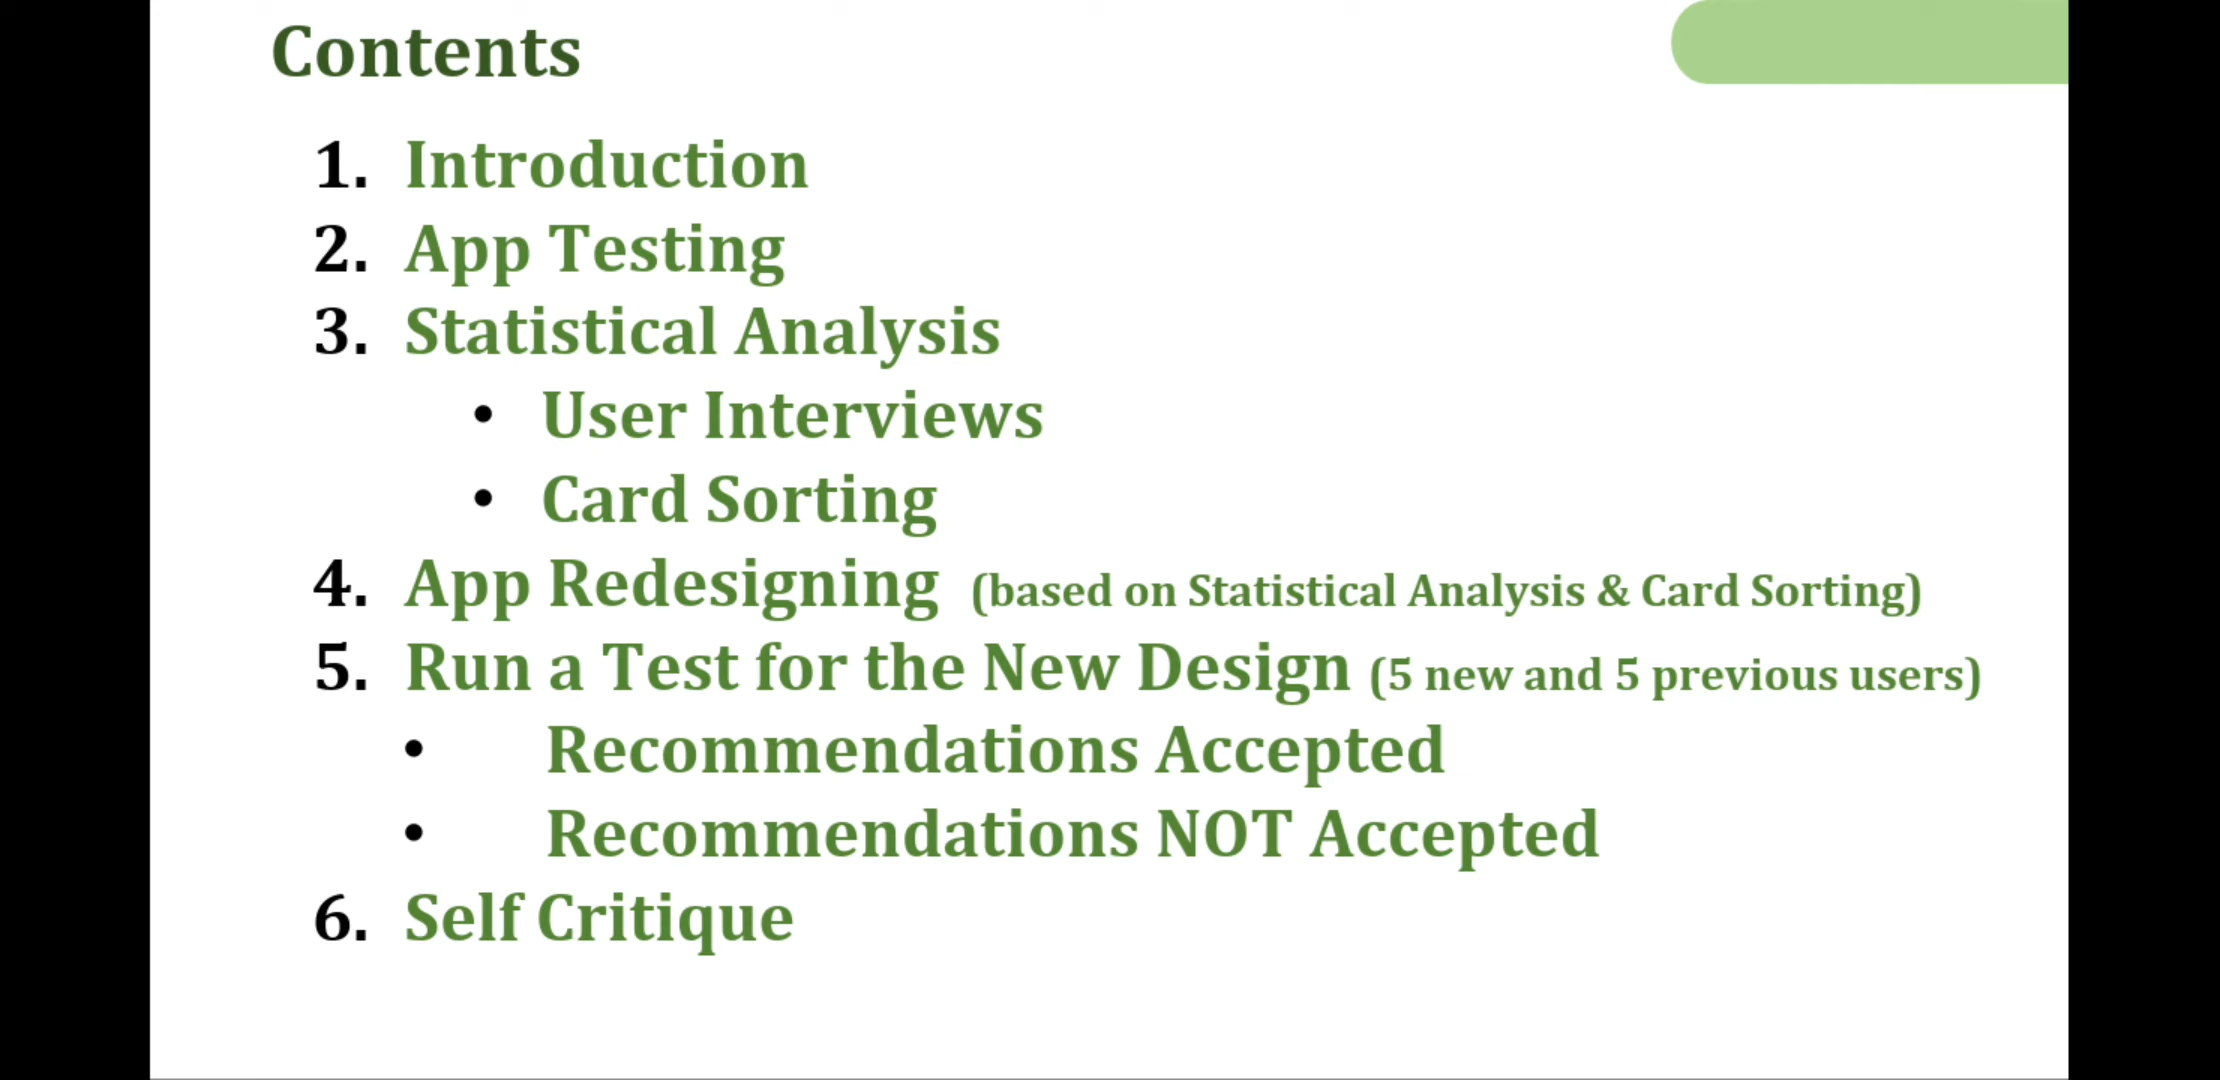 Contents
1. Introduction
2. App Testing
3. Statistical Analysis
• User Interviews
• Card Sorting
4. App Redesigning (based on Statistical Analysis & Card Sorting)
5. Run a Test for the New Design (5 new and 5 previous users)
• Recommendations Accepted
• Recommendations NOT Accepted
6. Self Critique